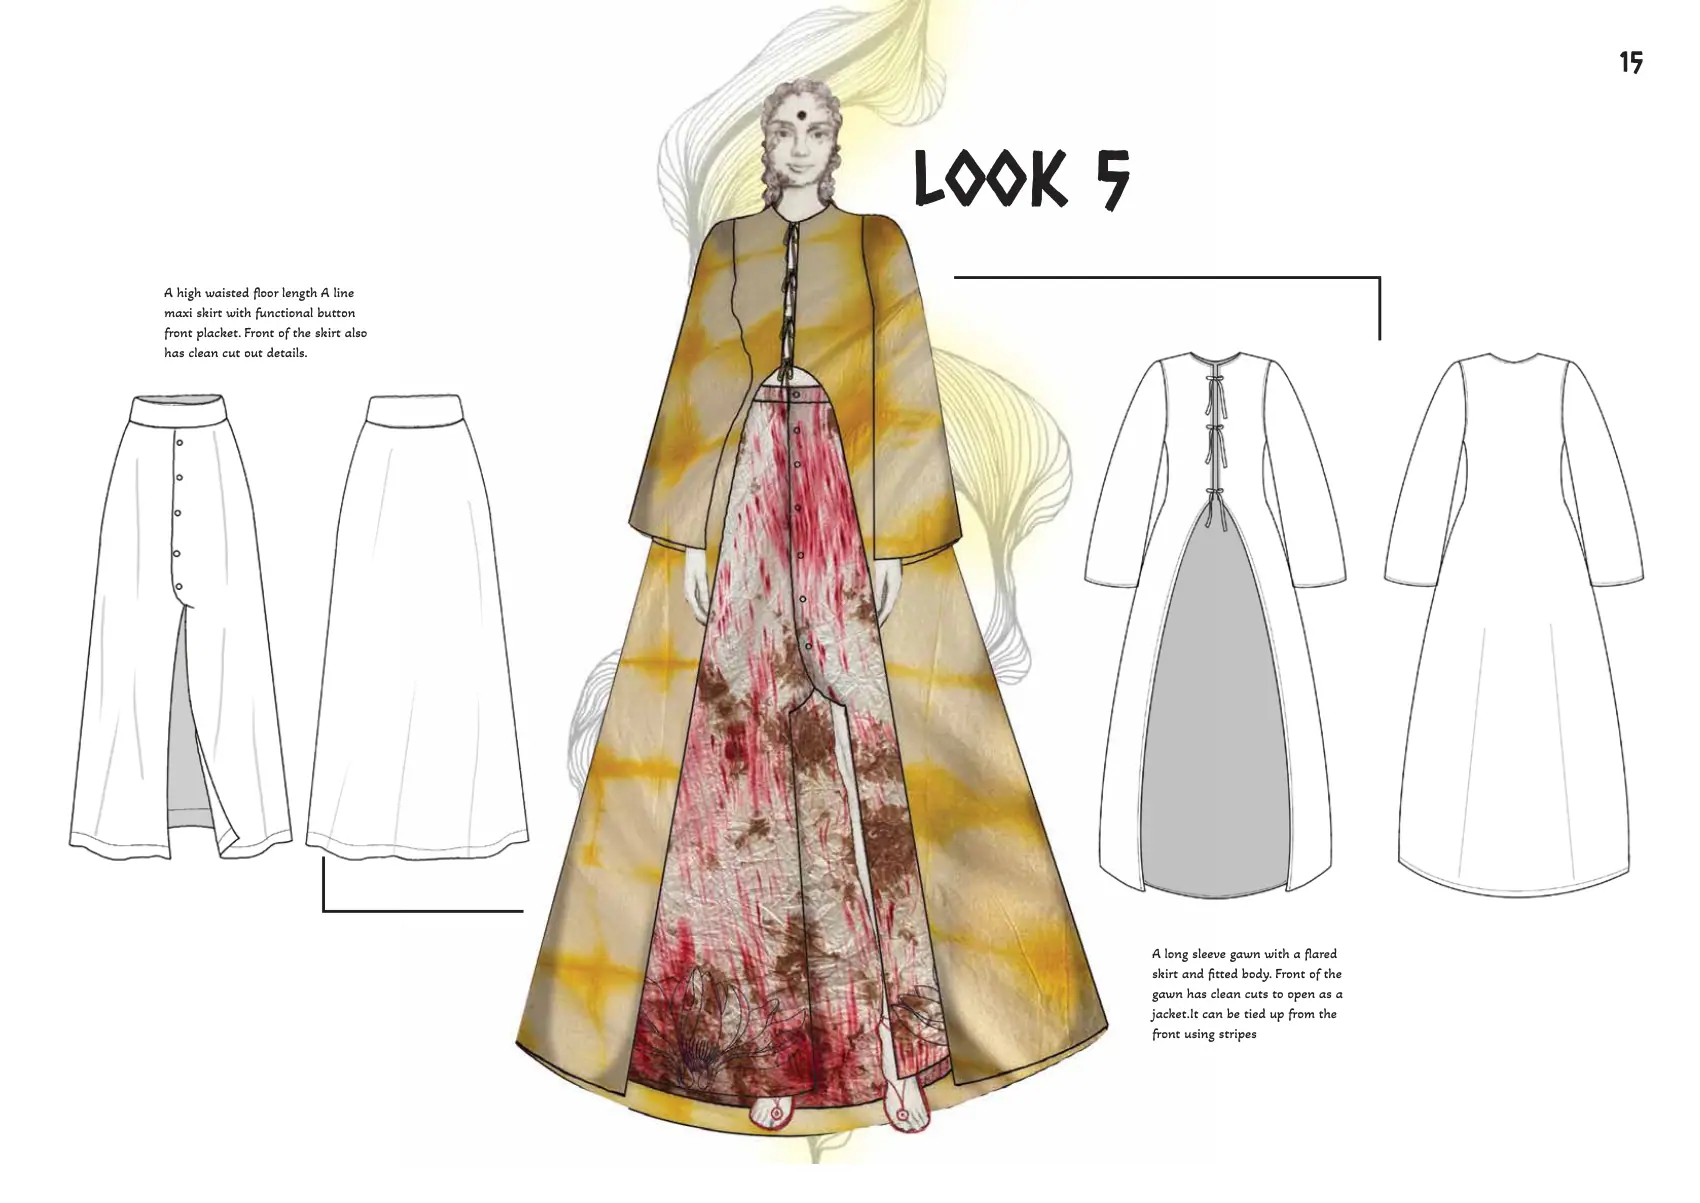 15
LOOK 5
A high waisted floor length A line
maxi skirt with functional button
front placket. Front of the skirt also
has clean cut out details.
A long sleeve gawn with a flared
skirt and fitted body. Front of the
gawn has clean cuts to open as a
jacket.It can be tied up from the
front using stripes